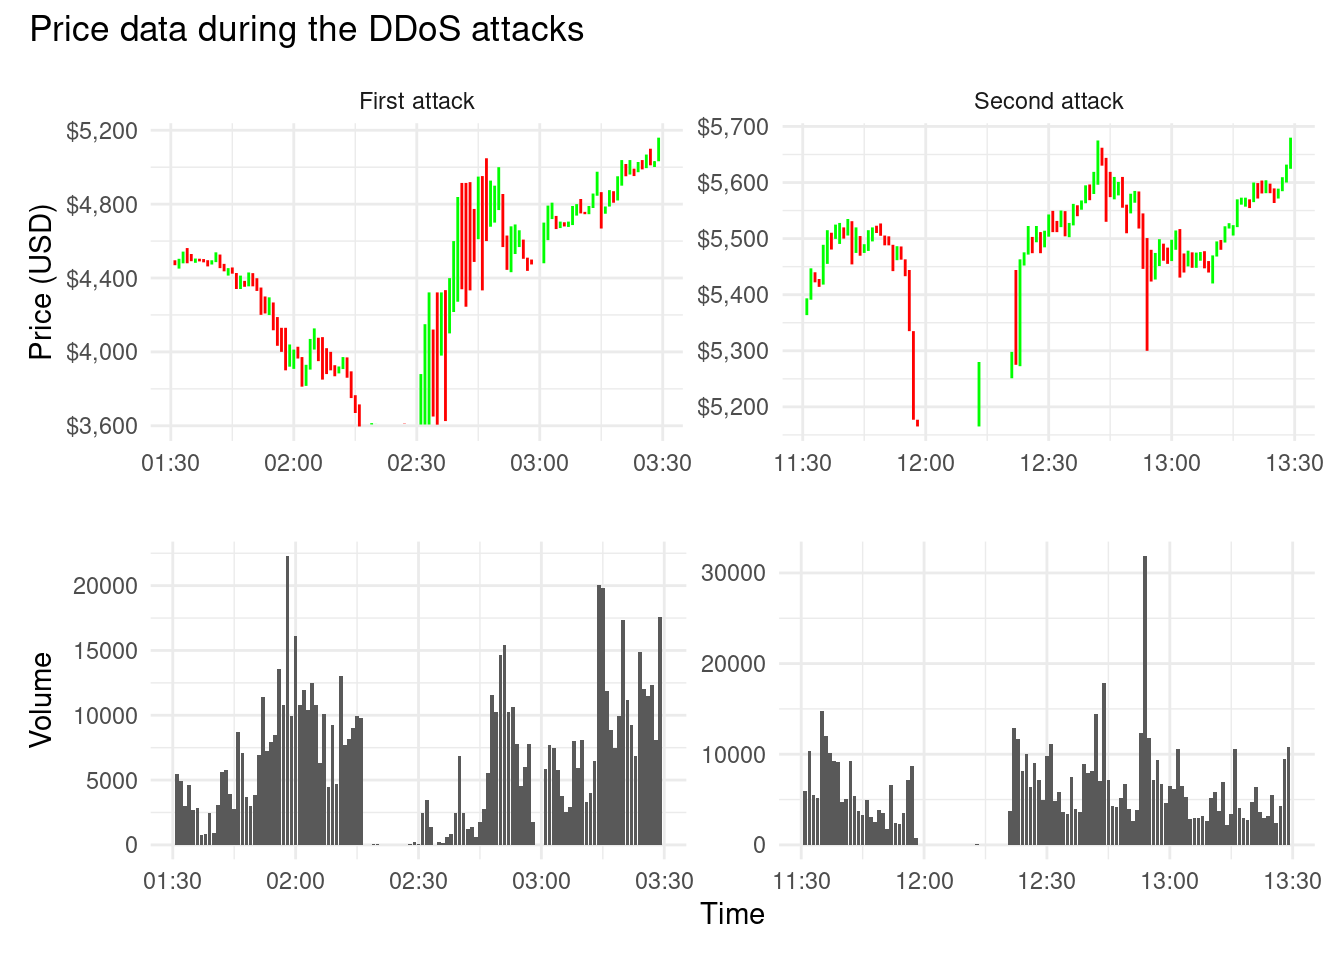 Price data during the DDoS attacks
First attack
Second attack
Price (USD)
$5,200
$4,800
$4,400
$4,000
$3,600
01:30 02:00 02:30 03:00 03:30
$5,700
$5,600
$5,500
$5,400
$5,300
$5,200
11:30 12:00 12:30 13:00 13:30
Volume
20000
15000
10000
5000
0
01:30 02:00 02:30 03:00 03:30
30000
20000
10000
0
11:30 12:00 12:30 13:00 13:30
Time